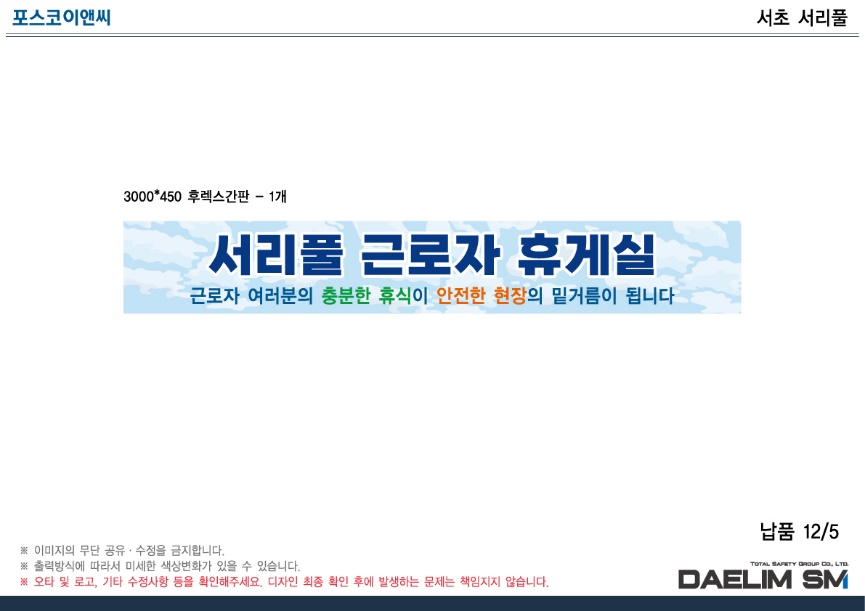 포스코이앤씨
서초 서리풀
3000*450 후렉스간판 - 1개
서리풀 근로자 휴게실
근로자 여러분의 충분한 휴식이 안전한 현장의 밑거름이 됩니다
납품 12/5
※ 이미지의 무단 공유 · 수정을 금지합니다.
※ 출력방식에 따라서 미세한 색상변화가 있을 수 있습니다.
※ 오타 및 로고, 기타 수정사항 등을 확인해주세요. 디자인 최종 확인 후에 발생하는 문제는 책임지지 않습니다.
TOTAL SAFETY GROUP CO., LTD.
DAELIM SM